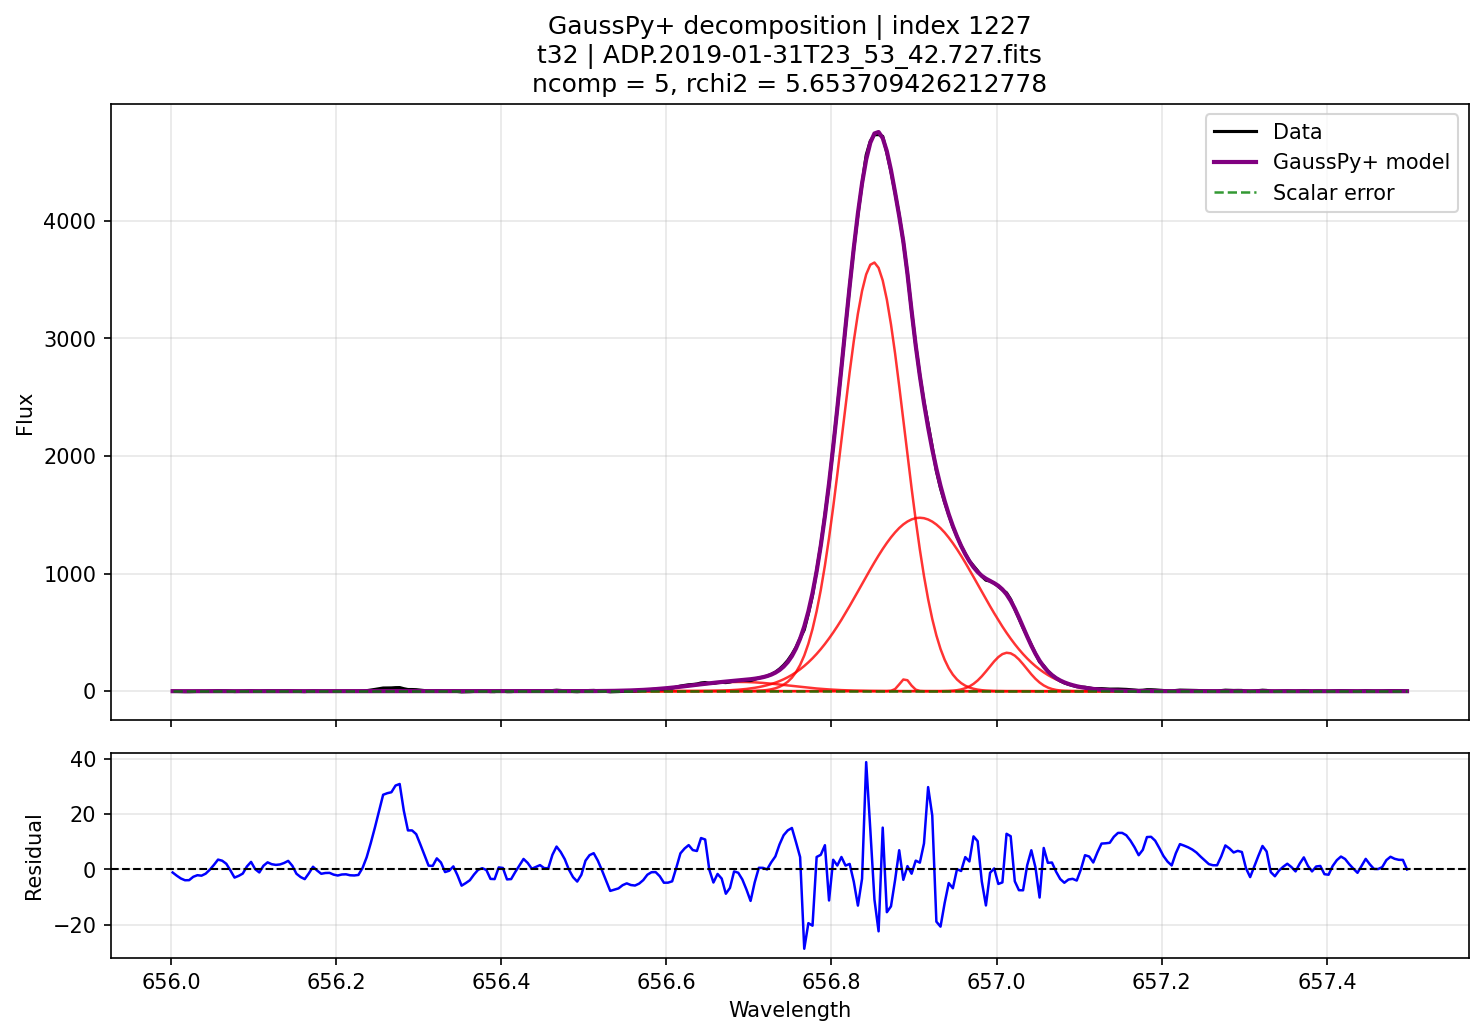 GaussPy+ decomposition | index 1227
t32 | ADP.2019-01-31T23_53_42.727.fits
ncomp = 5, rchi2 = 5.653709426212778
Data
GaussPy+ model
Scalar error
Flux
4000
3000
2000
1000
0
Residual
40
20
0
−20
656.0 656.2 656.4 656.6 656.8 657.0 657.2 657.4
Wavelength